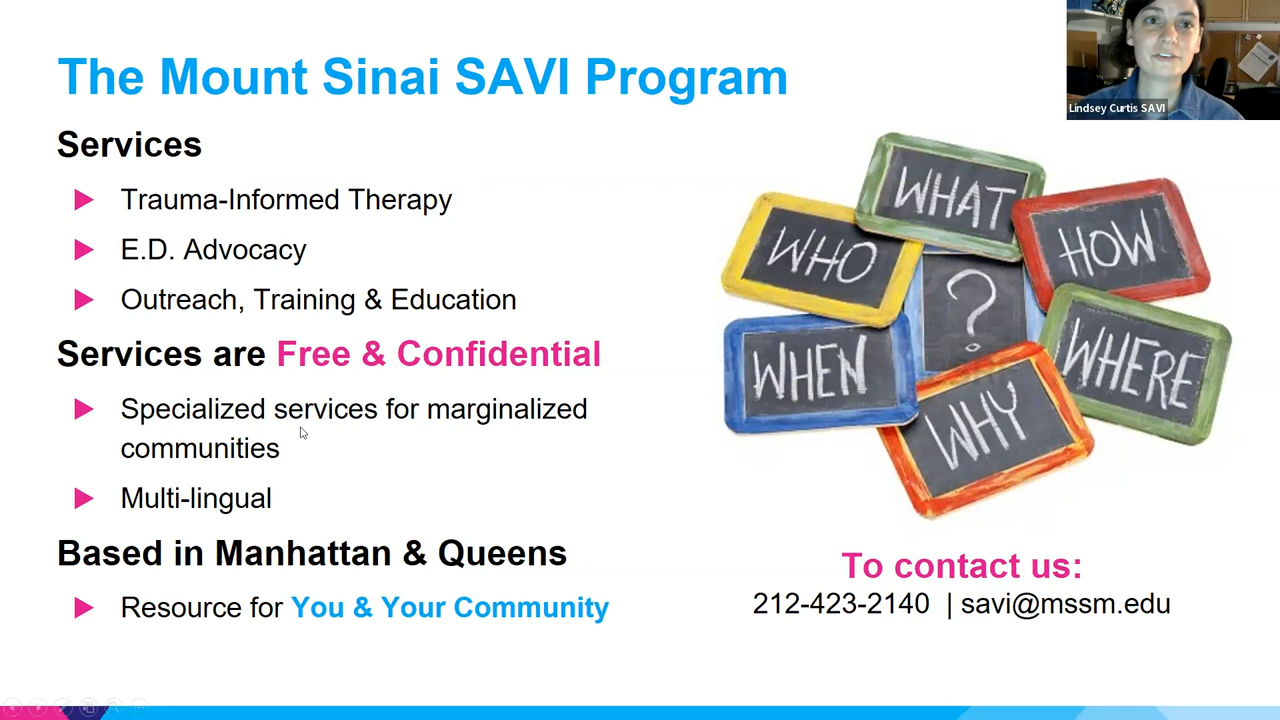 The Mount Sinai SAVI Program
Lindsey Curtis SAVI
Services
Trauma-Informed Therapy
E.D. Advocacy
Outreach, Training & Education
Services are Free & Confidential
Specialized services for marginalized
communities
Multi-lingual
Based in Manhattan & Queens
Resource for You & Your Community
WHAT
WHO
HOW
?
WHEN
WHERE
WHY
To contact us:
212-423-2140 | savi@mssm.edu